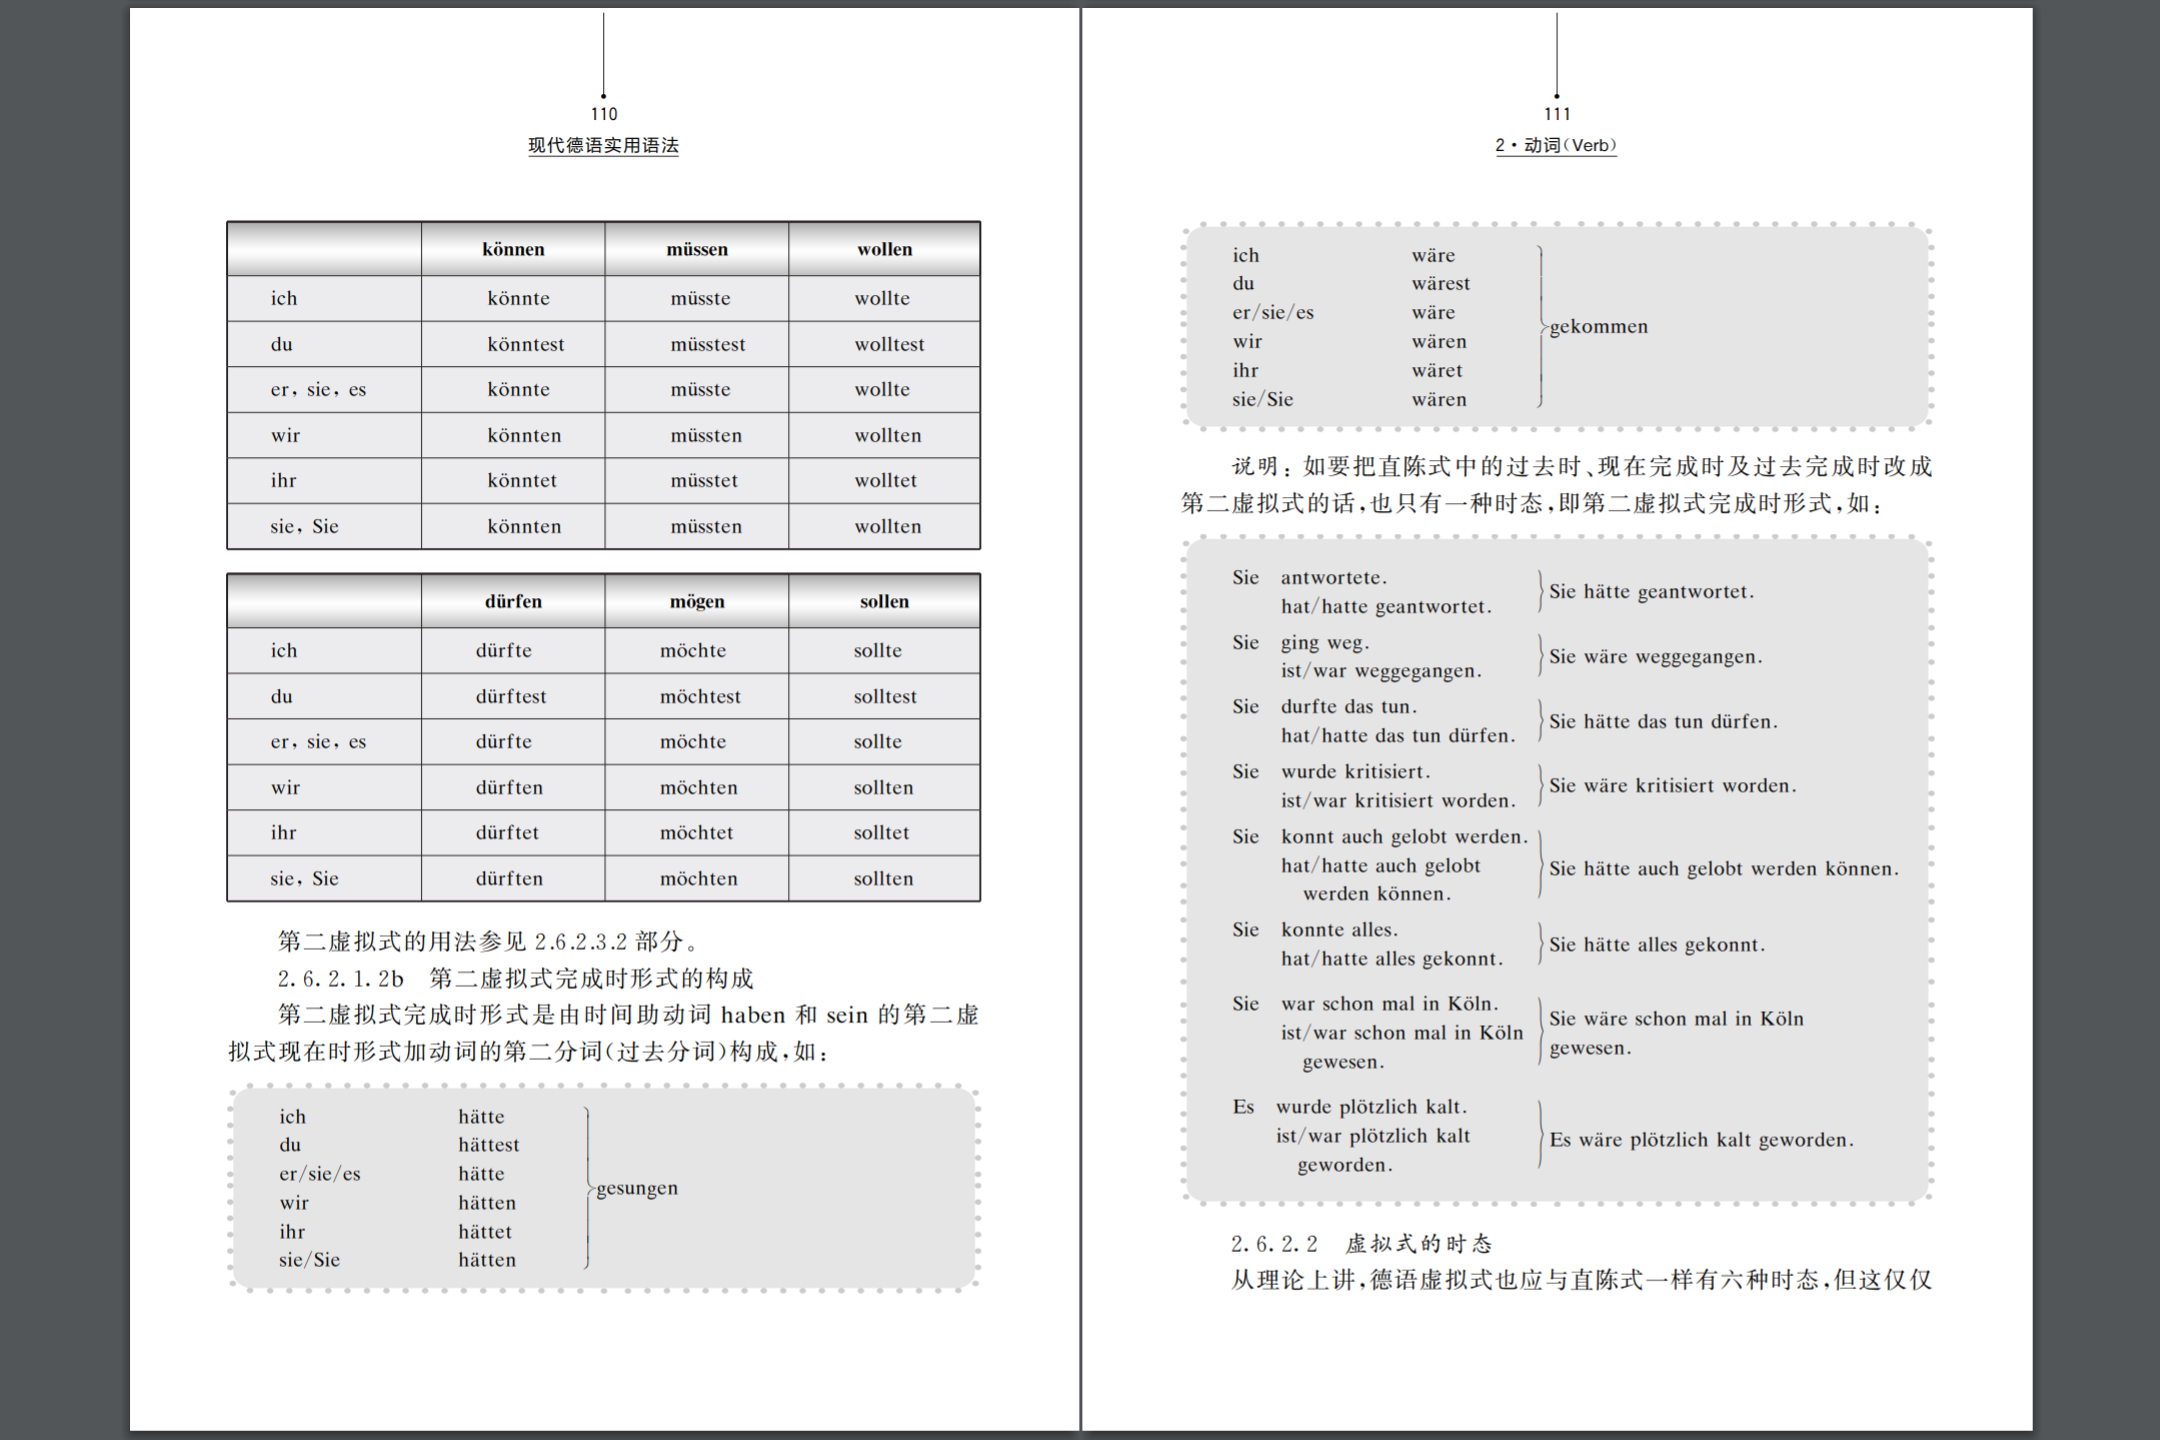 110
现代德语实用语法
können müssen wollen
ich könnte müsste wollte
du könntest müsstest wolltest
er, sie, es könnte müsste wollte
wir könnten müssten wollten
ihr könntet müsstet wolltet
sie, Sie könnten müssten wollten
dürfen mögen sollen
ich dürfte möchte sollte
du dürftest möchtest solltest
er, sie, es dürfte möchte sollte
wir dürften möchten sollten
ihr dürftet möchtet solltet
sie, Sie dürften möchten sollten
第二虚拟式的用法参见 2.6.2.3.2 部分。
2.6.2.1.2b 第二虚拟式完成时形式的构成
第二虚拟式完成时形式是由时间助动词 haben 和 sein 的第二虚
拟式现在时形式加动词的第二分词(过去分词)构成,如:
ich hätte
du hättest
er/sie/es hätte
gesungen
wir hätten
ihr hättet
sie/Sie hätten
111
2·动词(Verb)
ich wäre
du wärest
er/sie/es wäre
gekommen
wir wären
ihr wäret
sie/Sie wären
说明: 如要把直陈式中的过去时、现在完成时及过去完成时改成
第二虚拟式的话,也只有一种时态,即第二虚拟式完成时形式,如:
Sie antwortete.
Sie hätte geantwortet.
hat/hatte geantwortet.
Sie ging weg.
Sie wäre weggegangen.
ist/war weggegangen.
Sie durfte das tun.
Sie hätte das tun dürfen.
hat/hatte das tun dürfen.
Sie wurde kritisiert.
Sie wäre kritisiert worden.
ist/war kritisiert worden.
Sie konnt auch gelobt werden.
hat/hatte auch gelobt
Sie hätte auch gelobt werden können.
werden können.
Sie konnte alles.
Sie hätte alles gekonnt.
hat/hatte alles gekonnt.
Sie war schon mal in Köln.
Sie wäre schon mal in Köln
ist/war schon mal in Köln
gewesen.
gewesen.
Es wurde plötzlich kalt.
ist/war plötzlich kalt
Es wäre plötzlich kalt geworden.
geworden.
2.6.2.2 虚拟式的时态
从理论上讲,德语虚拟式也应与直陈式一样有六种时态,但这仅仅